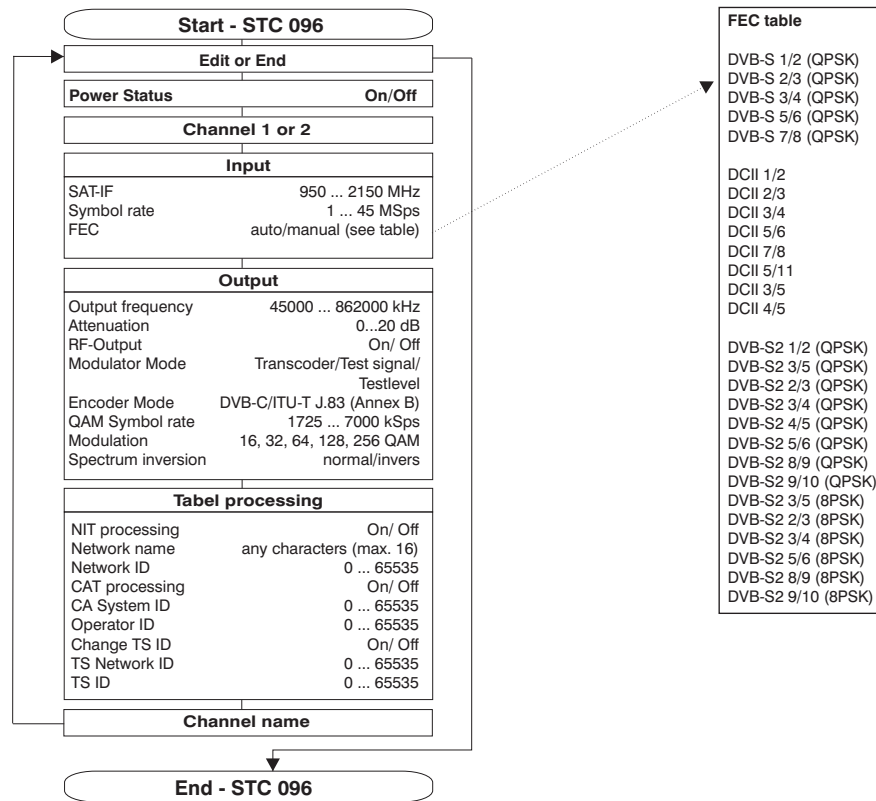 Start - STC 096
Edit or End
Power Status On/Off
Channel 1 or 2
Input
SAT-IF 950 ... 2150 MHz
Symbol rate 1 ... 45 MSps
FEC auto/manual (see table)
Output
Output frequency 45000 ... 862000 kHz
Attenuation 0...20 dB
RF-Output On/ Off
Modulator Mode Transcoder/Test signal/
Testlevel
Encoder Mode DVB-C/ITU-T J.83 (Annex B)
QAM Symbol rate 1725 ... 7000 kSps
Modulation 16, 32, 64, 128, 256 QAM
Spectrum inversion normal/invers
Tabel processing
NIT processing On/ Off
Network name any characters (max. 16)
Network ID 0 ... 65535
CAT processing On/ Off
CA System ID 0 ... 65535
Operator ID 0 ... 65535
Change TS ID On/ Off
TS Network ID 0 ... 65535
TS ID 0 ... 65535
Channel name
End - STC 096
FEC table
DVB-S 1/2 (QPSK)
DVB-S 2/3 (QPSK)
DVB-S 3/4 (QPSK)
DVB-S 5/6 (QPSK)
DVB-S 7/8 (QPSK)
DCII 1/2
DCII 2/3
DCII 3/4
DCII 5/6
DCII 7/8
DCII 5/11
DCII 3/5
DCII 4/5
DVB-S2 1/2 (QPSK)
DVB-S2 3/5 (QPSK)
DVB-S2 2/3 (QPSK)
DVB-S2 3/4 (QPSK)
DVB-S2 4/5 (QPSK)
DVB-S2 5/6 (QPSK)
DVB-S2 8/9 (QPSK)
DVB-S2 9/10 (QPSK)
DVB-S2 3/5 (8PSK)
DVB-S2 2/3 (8PSK)
DVB-S2 3/4 (8PSK)
DVB-S2 5/6 (8PSK)
DVB-S2 8/9 (8PSK)
DVB-S2 9/10 (8PSK)